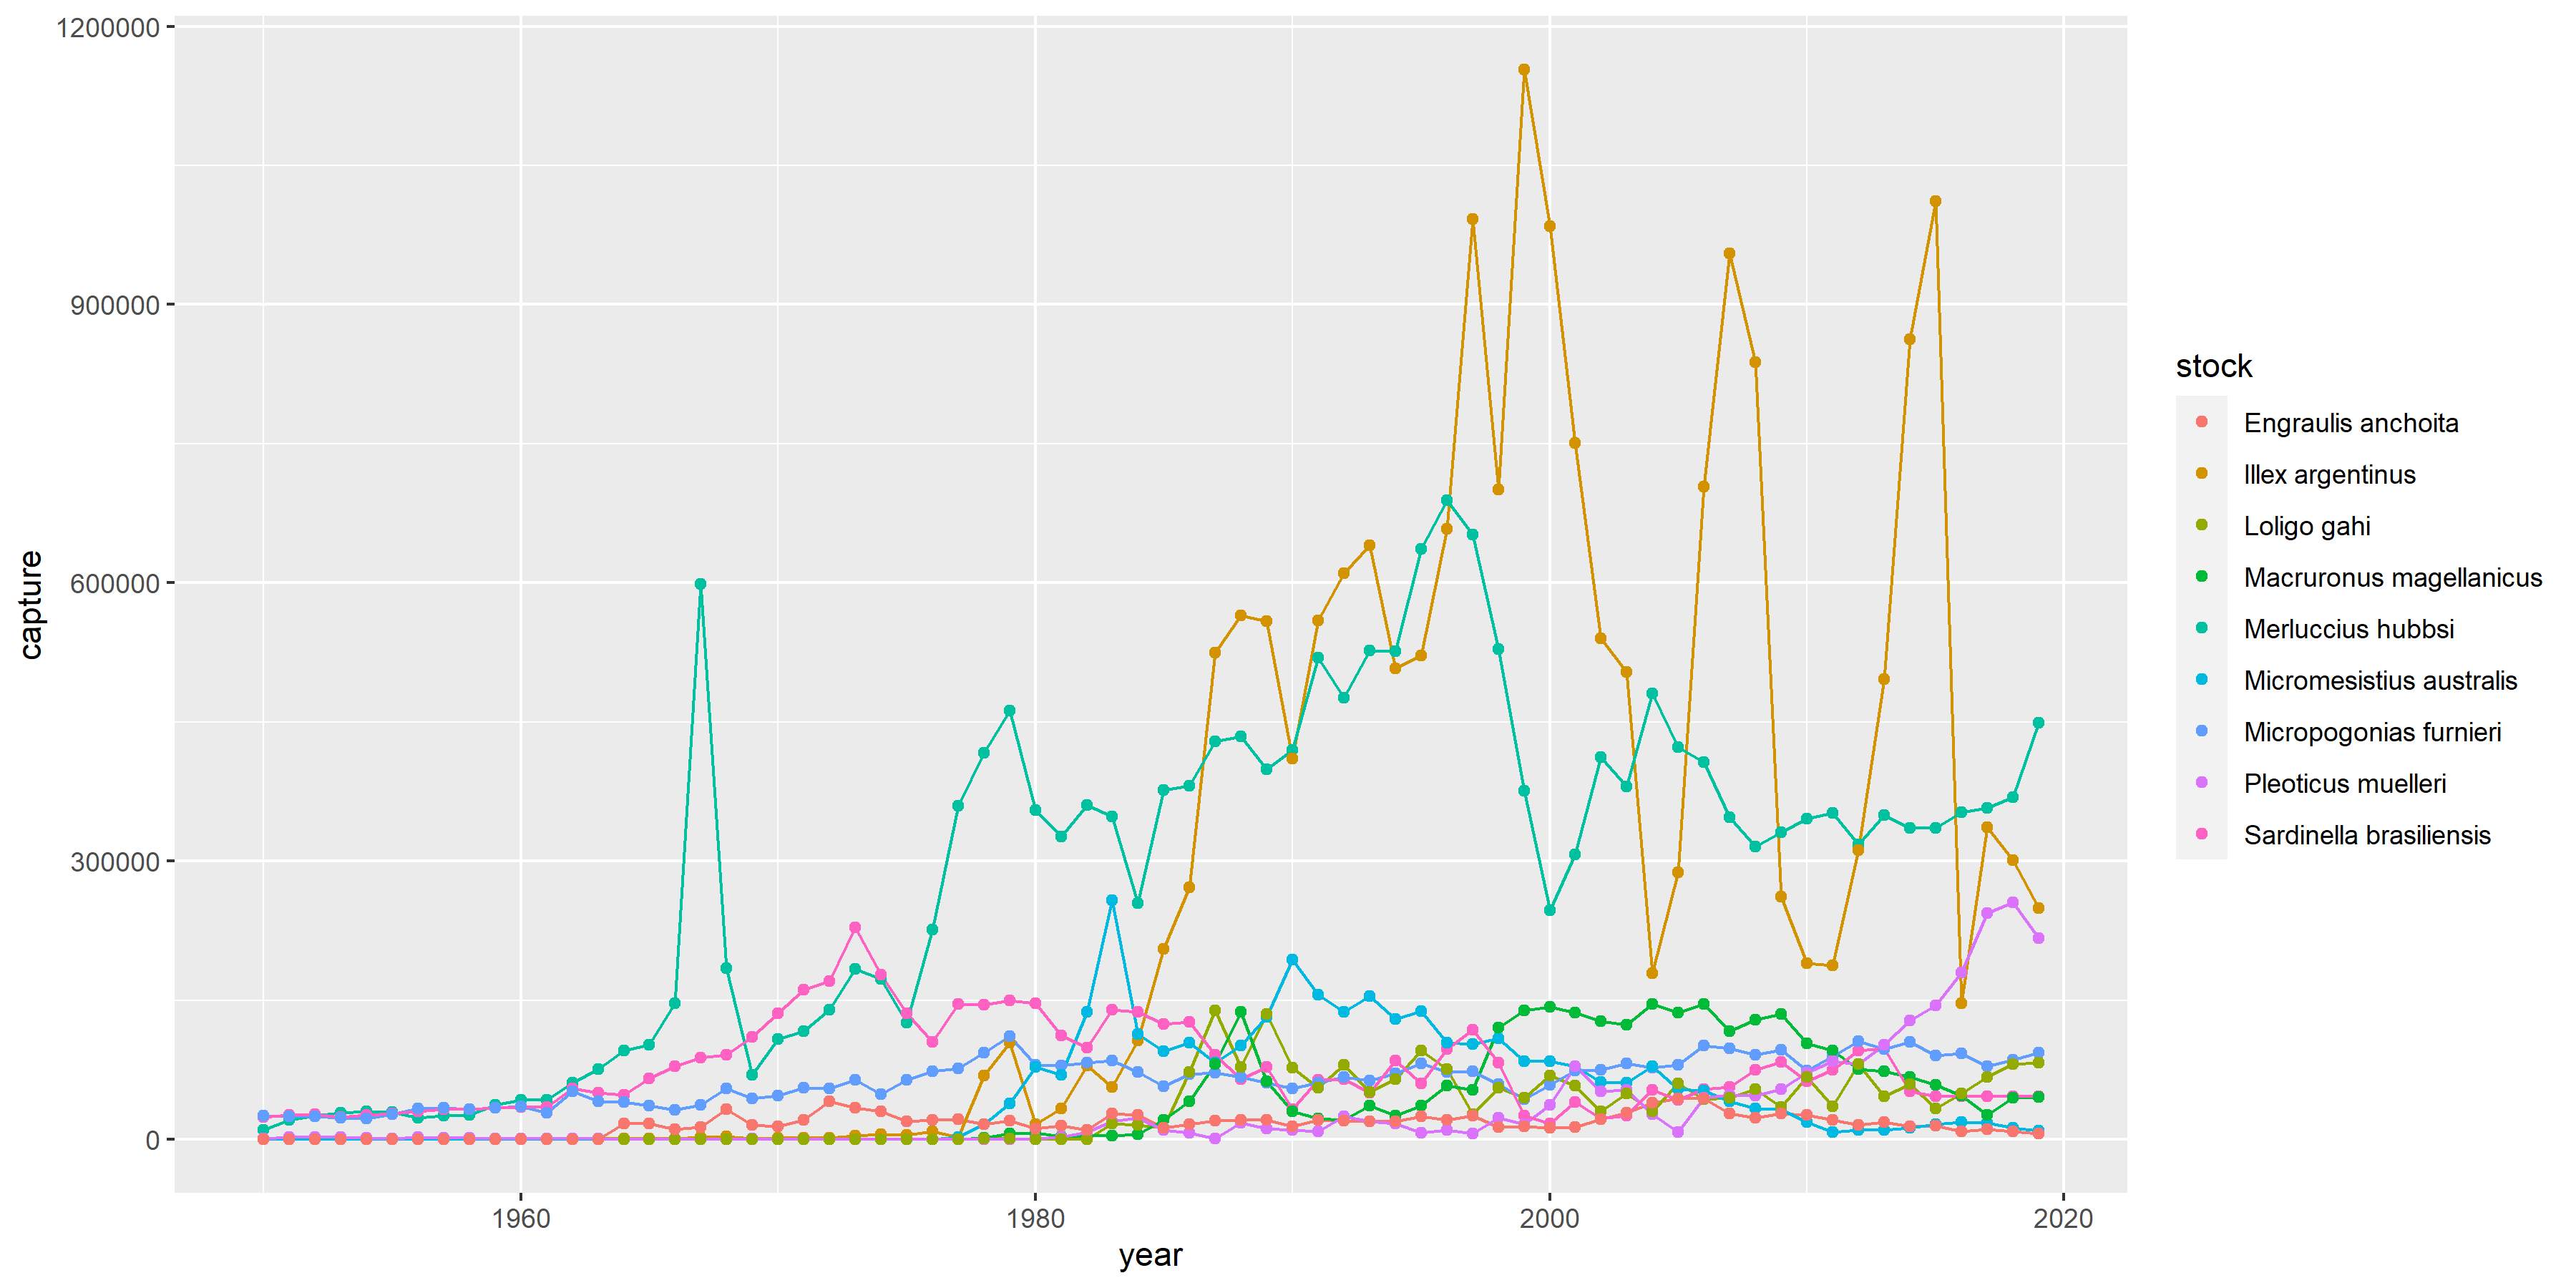 1200000
900000
600000
300000
0
capture
1960
1980
2000
2020
year
stock
Engraulis anchoita
Illex argentinus
Loligo gahi
Macruronus magellanicus
Merluccius hubbsi
Micromesistius australis
Micropogonias furnieri
Pleoticus muelleri
Sardinella brasiliensis